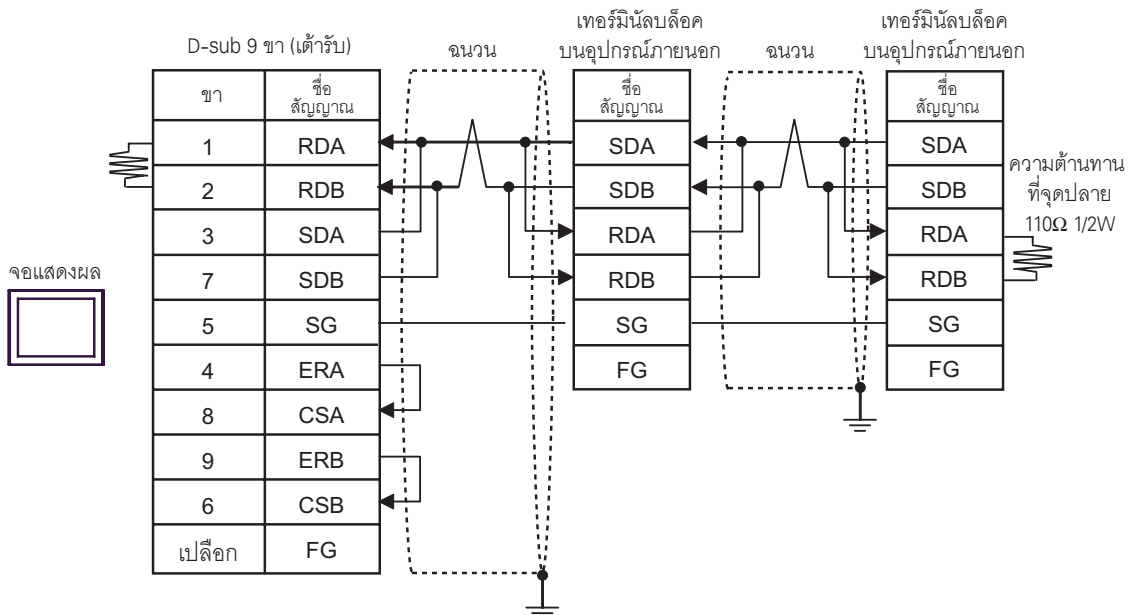 D-sub 9 ขา (เต้ารับ)
ฉนวน
เทอร์มินัลบล็อค
บนอุปกรณ์ภายนอก
ฉนวน
เทอร์มินัลบล็อค
บนอุปกรณ์ภายนอก
ขา
ชื่อ
สัญญาณ
1 RDA
2 RDB
3 SDA
7 SDB
5 SG
4 ERA
8 CSA
9 ERB
6 CSB
เปลือก FG
ชื่อ
สัญญาณ
SDA
SDB
RDA
RDB
SG
FG
ชื่อ
สัญญาณ
SDA
SDB
RDA
RDB
SG
FG
ความต้านทาน
ที่จุดปลาย
110Ω 1/2W
จอแสดงผล